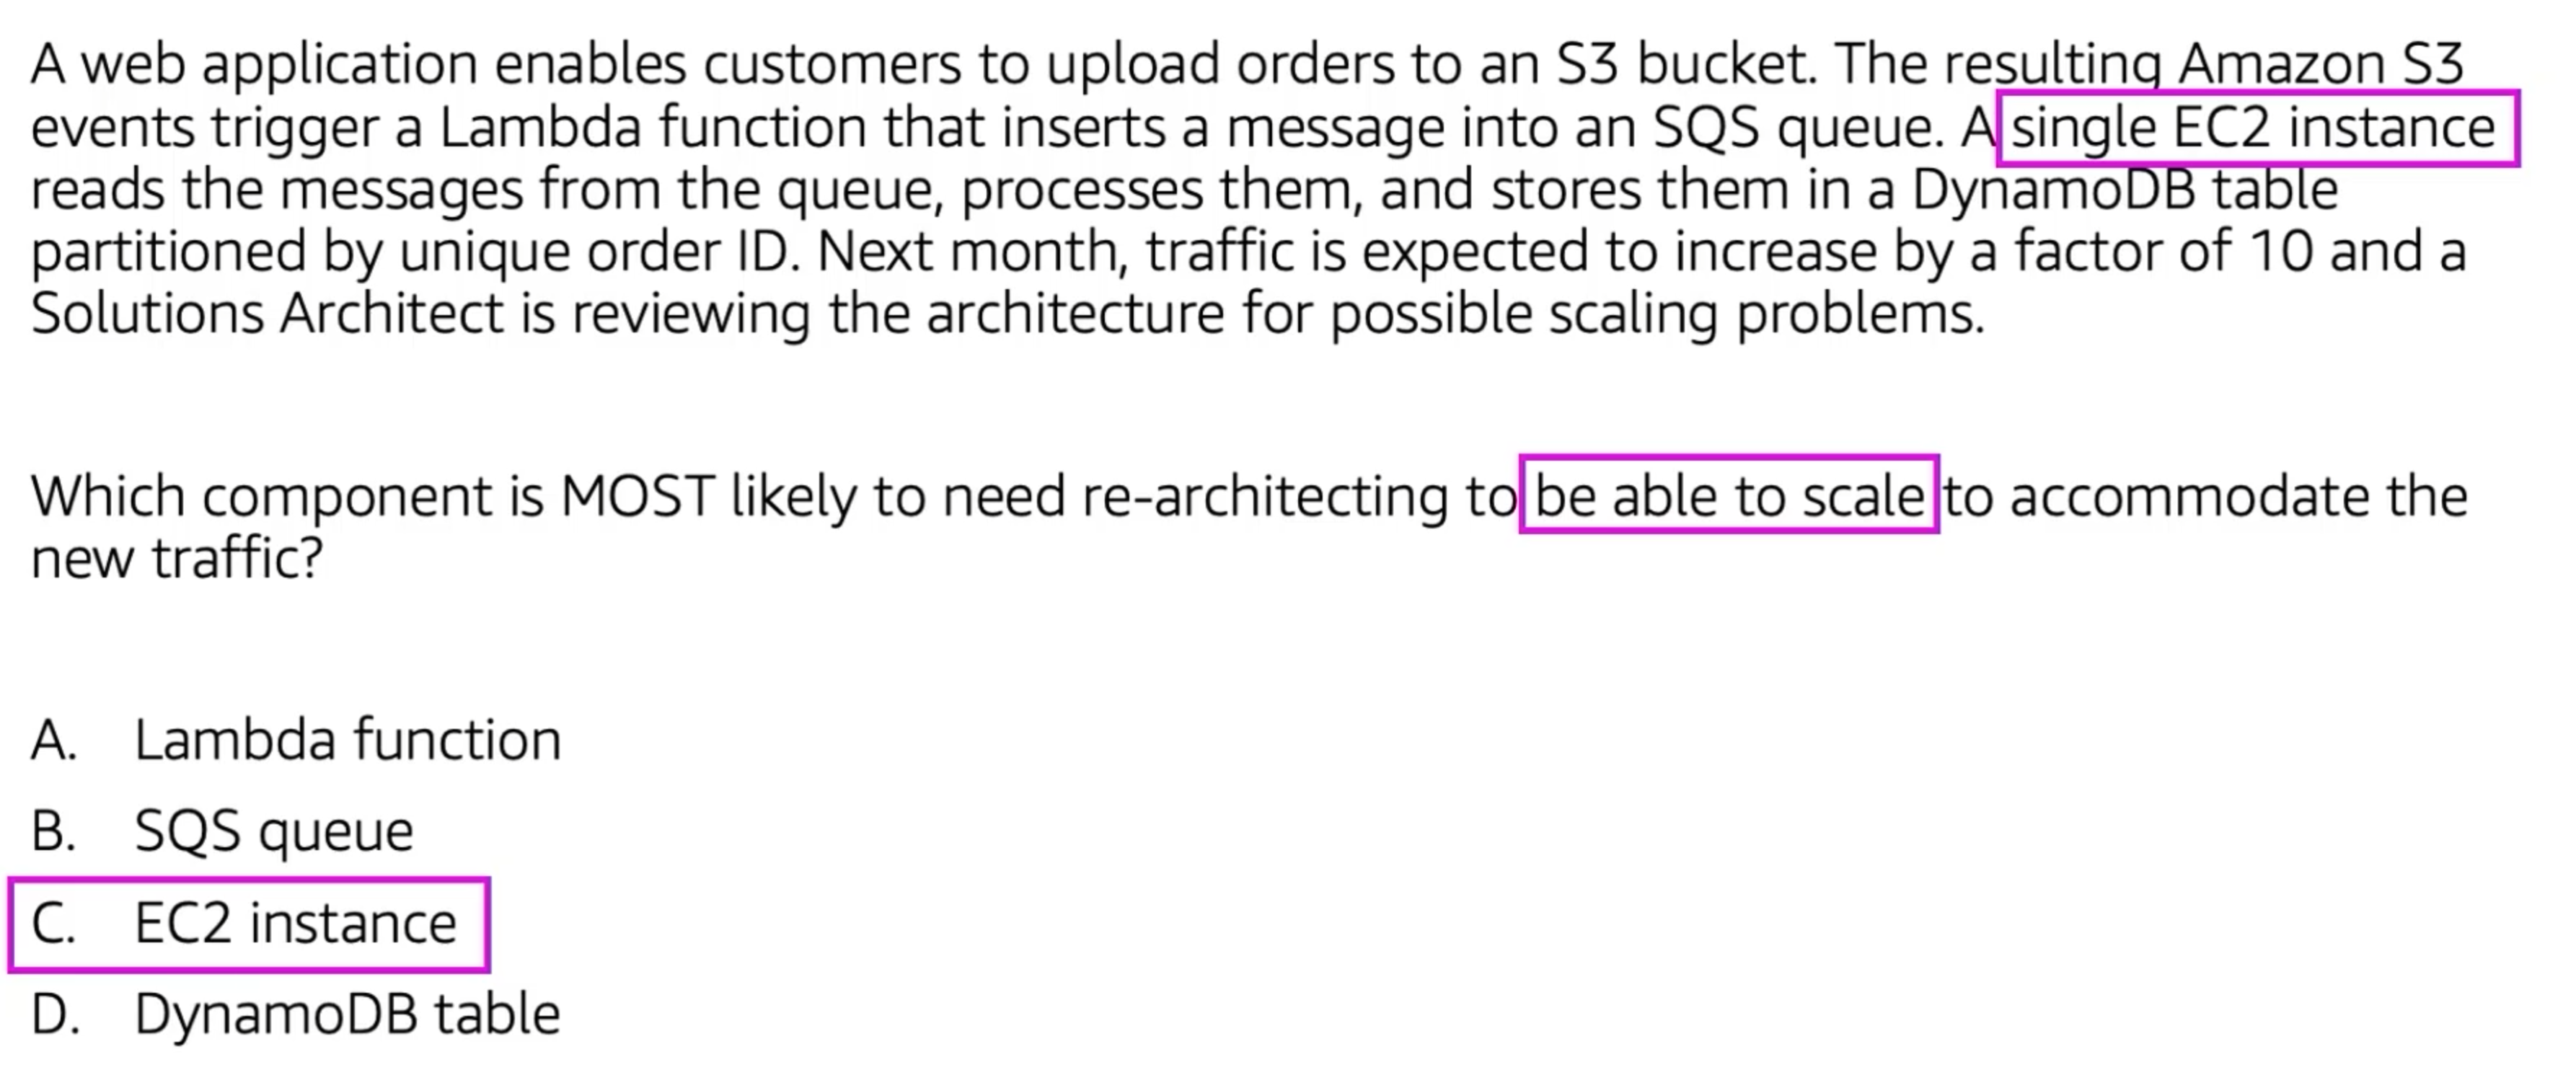 A web application enables customers to upload orders to an S3 bucket. The resulting Amazon S3
events trigger a Lambda function that inserts a message into an SQS queue. A single EC2 instance
reads the messages from the queue, processes them, and stores them in a DynamoDB table
partitioned by unique order ID. Next month, traffic is expected to increase by a factor of 10 and a
Solutions Architect is reviewing the architecture for possible scaling problems.
Which component is MOST likely to need re-architecting to be able to scale to accommodate the
new traffic?
A. Lambda function
B. SQS queue
C. EC2 instance
D. DynamoDB table